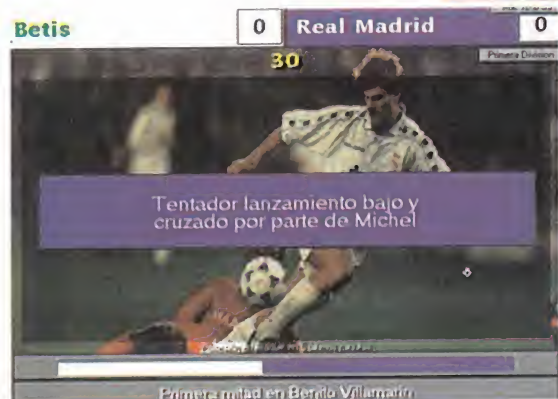 Betis
0
Real Madrid
0
30
Primera Division
Tentador lanzamiento bajo y
cruzado por parte de Michel
Primera mitad en Benito Villamarín